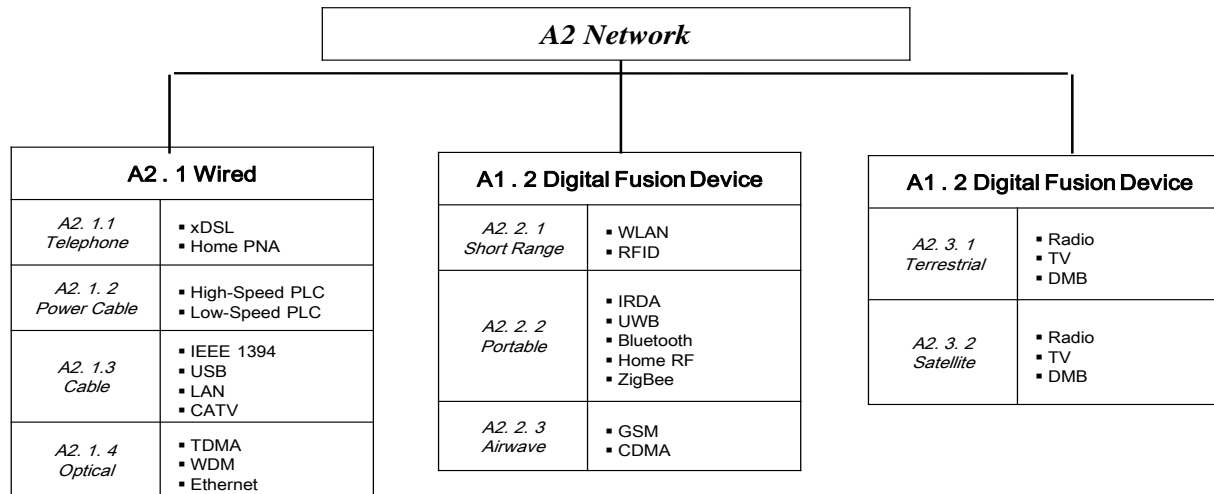 A2 Network
A2 . 1 Wired
A2. 1.1
Telephone
▪ xDSL
▪ Home PNA
A2. 1. 2
Power Cable
▪ High-Speed PLC
▪ Low-Speed PLC
A2. 1.3
Cable
▪ IEEE 1394
▪ USB
▪ LAN
▪ CATV
A2. 1. 4
Optical
▪ TDMA
▪ WDM
▪ Ethernet
A1 . 2 Digital Fusion Device
A2. 2. 1
Short Range
▪ WLAN
▪ RFID
A2. 2. 2
Portable
▪ IRDA
▪ UWB
▪ Bluetooth
▪ Home RF
▪ ZigBee
A2. 2. 3
Airwave
▪ GSM
▪ CDMA
A1 . 2 Digital Fusion Device
A2. 3. 1
Terrestrial
▪ Radio
▪ TV
▪ DMB
A2. 3. 2
Satellite
▪ Radio
▪ TV
▪ DMB